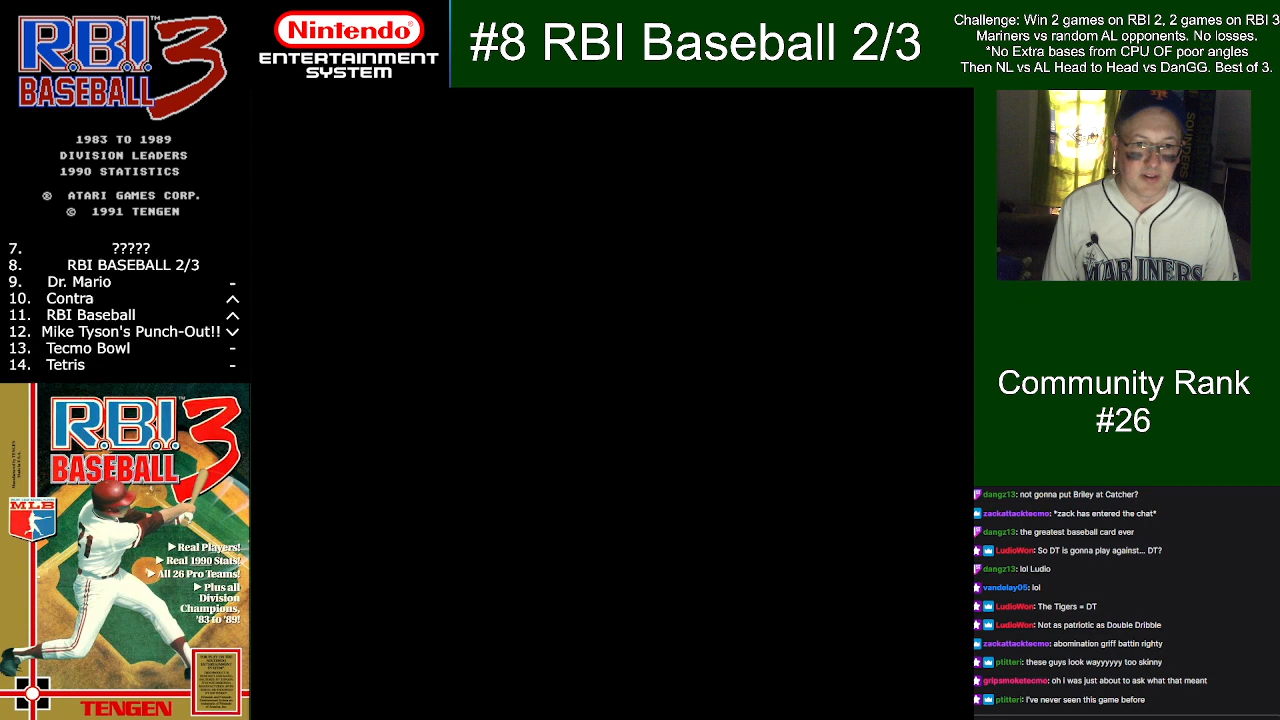 R.B.I. 3
BASEBALL
TM
1983 TO 1989
DIVISION LEADERS
1990 STATISTICS
® ATARI GAMES CORP.
© 1991 TENGEN
Nintendo®
ENTERTAINMENT
SYSTEM
#8 RBI Baseball 2/3
Challenge: Win 2 games on RBI 2, 2 games on RBI 3
Mariners vs random AL opponents. No losses.
*No Extra bases from CPU OF poor angles
Then NL vs AL Head to Head vs DanGG. Best of 3.
7. ?????
8. RBI BASEBALL 2/3
9. Dr. Mario -
10. Contra ^
11. RBI Baseball ^
12. Mike Tyson's Punch-Out!! v
13. Tecmo Bowl -
14. Tetris -
R.B.I. 3
BASEBALL
TM
MLB
Real Players!
Real 1990 Stats!
All 26 Pro Teams!
Plus all
Division
Champions,
'83 to '89!
TENGEN
SOUNDERS
MARINERS
Community Rank
#26
dangz13: not gonna put Briley at Catcher?
zackattacktecmo: *zack has entered the chat*
dangz13: the greatest baseball card ever
LudioWon: So DT is gonna play against... DT?
dangz13: lol Ludio
vandelay05: lol
LudioWon: The Tigers = DT
LudioWon: Not as patriotic as Double Dribble
zackattacktecmo: abomination griff battin righty
ptitteri: these guys look wayyyyyy too skinny
gripsmoketecmo: oh I was just about to ask what that meant
ptitteri: I've never seen this game before